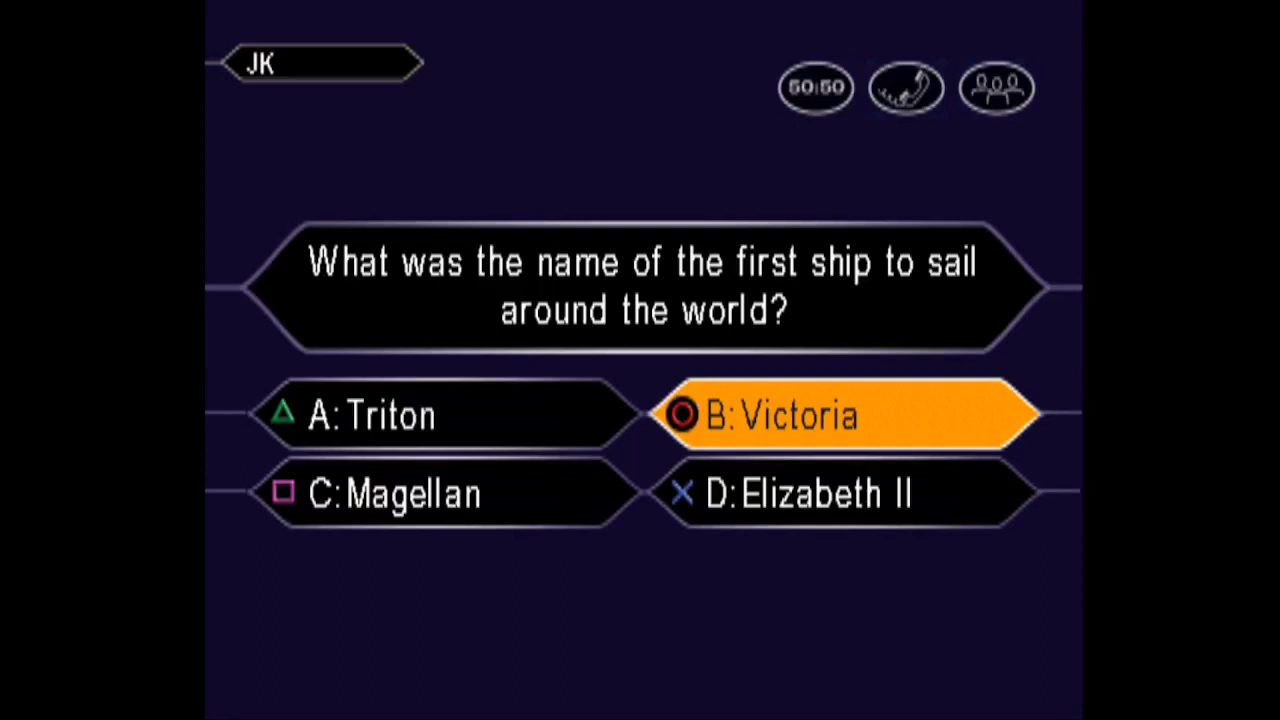 JK
50:50
What was the name of the first ship to sail
around the world?
A: Triton
B: Victoria
C: Magellan
D: Elizabeth II